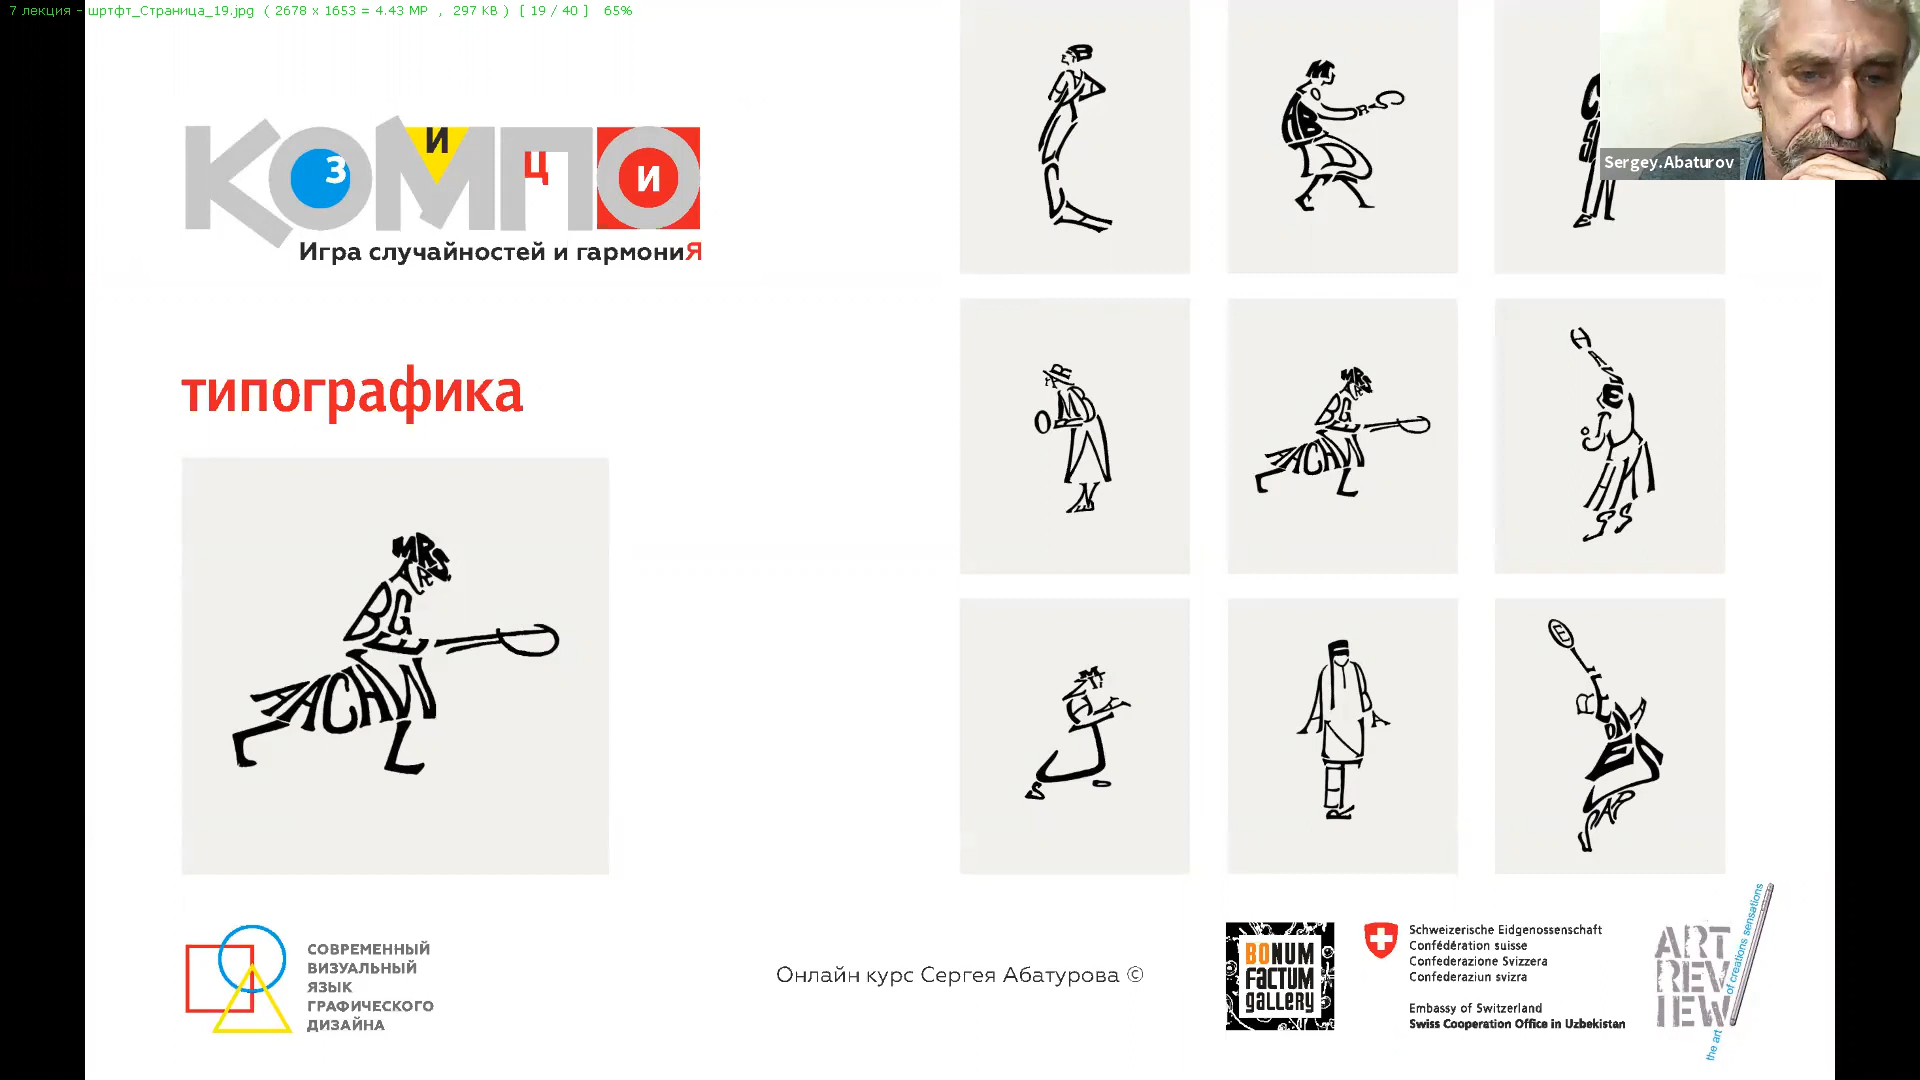 7 лекция - шртфт_Страница_19.jpg ( 2678 x 1653 = 4.43 MP , 297 KB ) [ 19 / 40 ] 65%
Sergey.Abaturov
КОМПО
З И Ц И
Игра случайностей и гармониЯ
типографика
MRS
BGE
AACHW
L
СОВРЕМЕННЫЙ
ВИЗУАЛЬНЫЙ
ЯЗЫК
ГРАФИЧЕСКОГО
ДИЗАЙНА
Онлайн курс Сергея Абатурова ©
BONUM
FACTUM
gallery
Schweizerische Eidgenossenschaft
Confédération suisse
Confederazione Svizzera
Confederaziun svizra
Embassy of Switzerland
Swiss Cooperation Office in Uzbekistan
ART
REV
IEW
the art of creations sensations